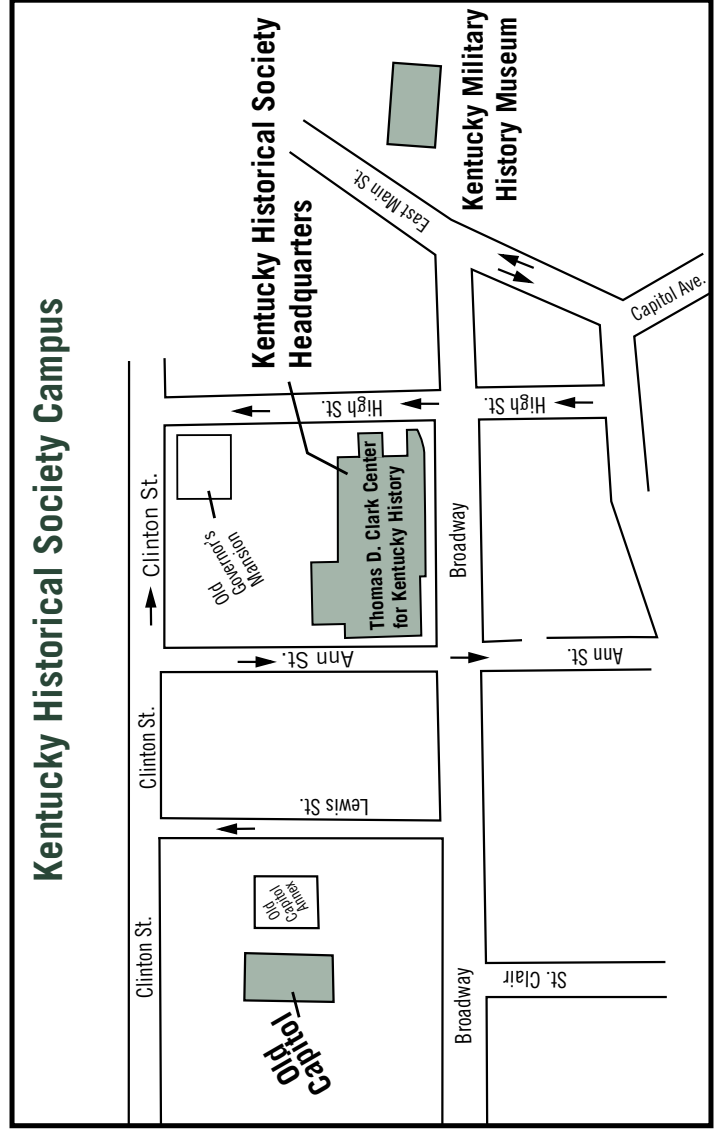 Kentucky Historical Society Campus
Clinton St.
Clinton St.
Clinton St.
Old
Capitol
Old
Capitol
Annex
Lewis St.
Ann St.
Old
Governor's
Mansion
Thomas D. Clark Center
for Kentucky History
Kentucky Historical Society
Headquarters
High St.
East Main St.
Kentucky Military
History Museum
Broadway
Broadway
St. Clair
Ann St.
High St.
Capitol Ave.